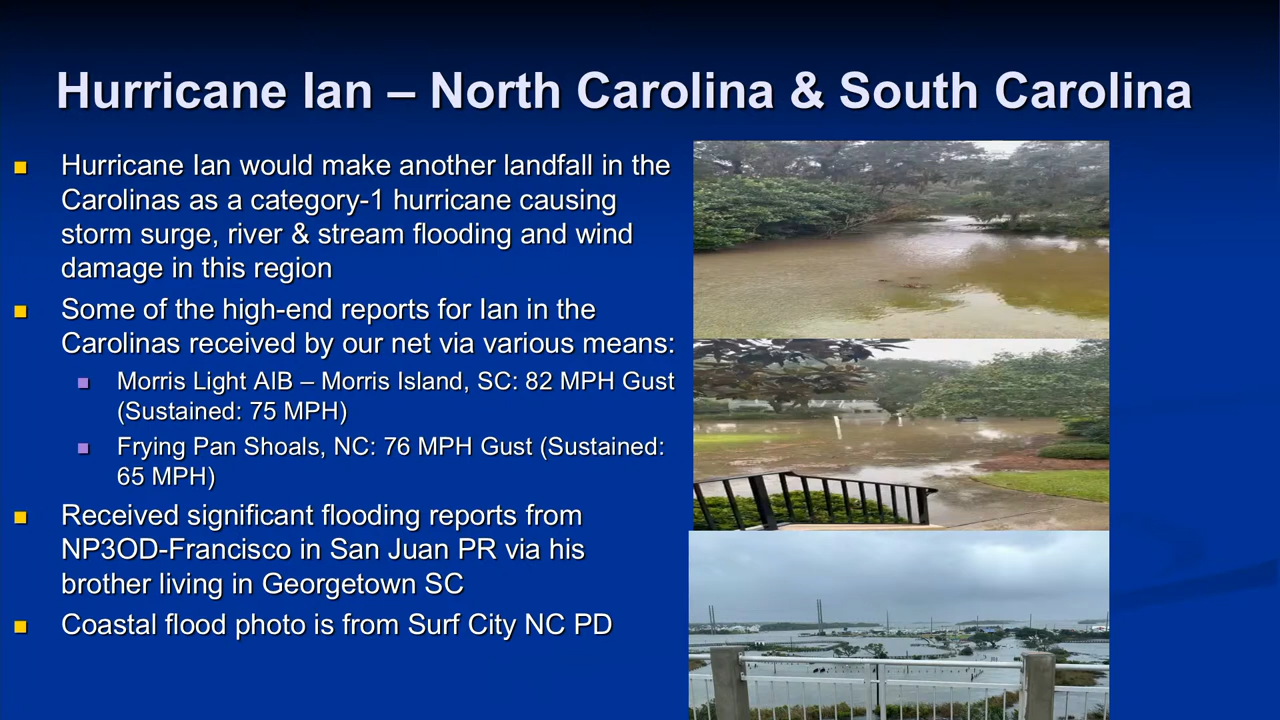 Hurricane Ian – North Carolina & South Carolina
Hurricane Ian would make another landfall in the
Carolinas as a category-1 hurricane causing
storm surge, river & stream flooding and wind
damage in this region
Some of the high-end reports for Ian in the
Carolinas received by our net via various means:
Morris Light AIB – Morris Island, SC: 82 MPH Gust
(Sustained: 75 MPH)
Frying Pan Shoals, NC: 76 MPH Gust (Sustained:
65 MPH)
Received significant flooding reports from
NP3OD-Francisco in San Juan PR via his
brother living in Georgetown SC
Coastal flood photo is from Surf City NC PD